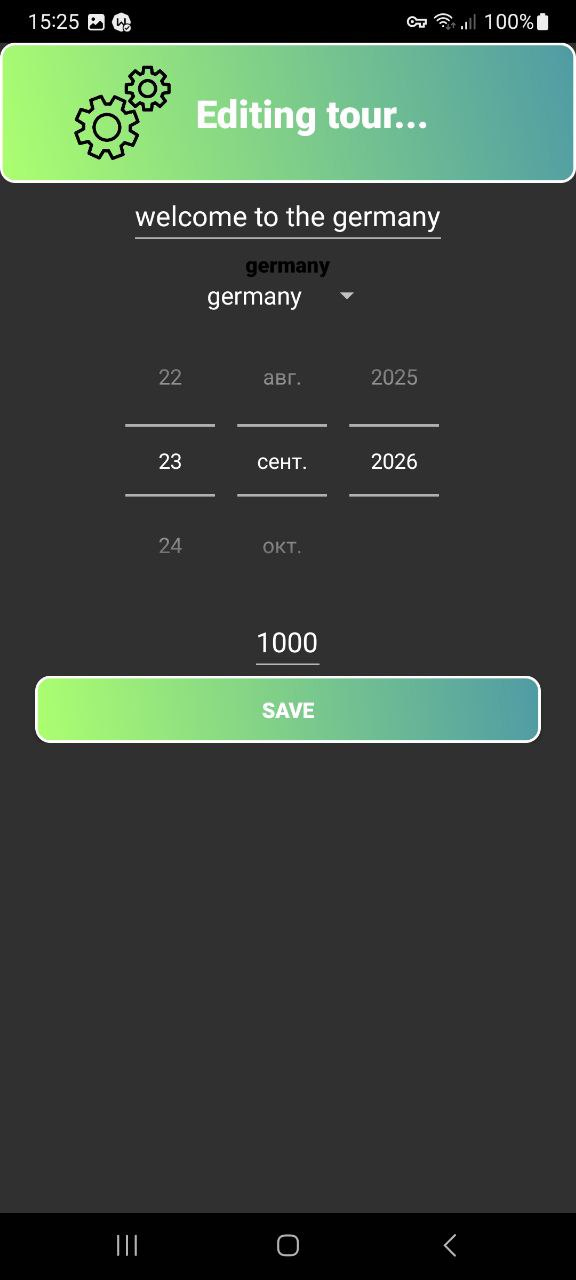 15:25 100%
Editing tour...
welcome to the germany
germany
germany
22 авг. 2025
23 сент. 2026
24 окт.
1000
SAVE